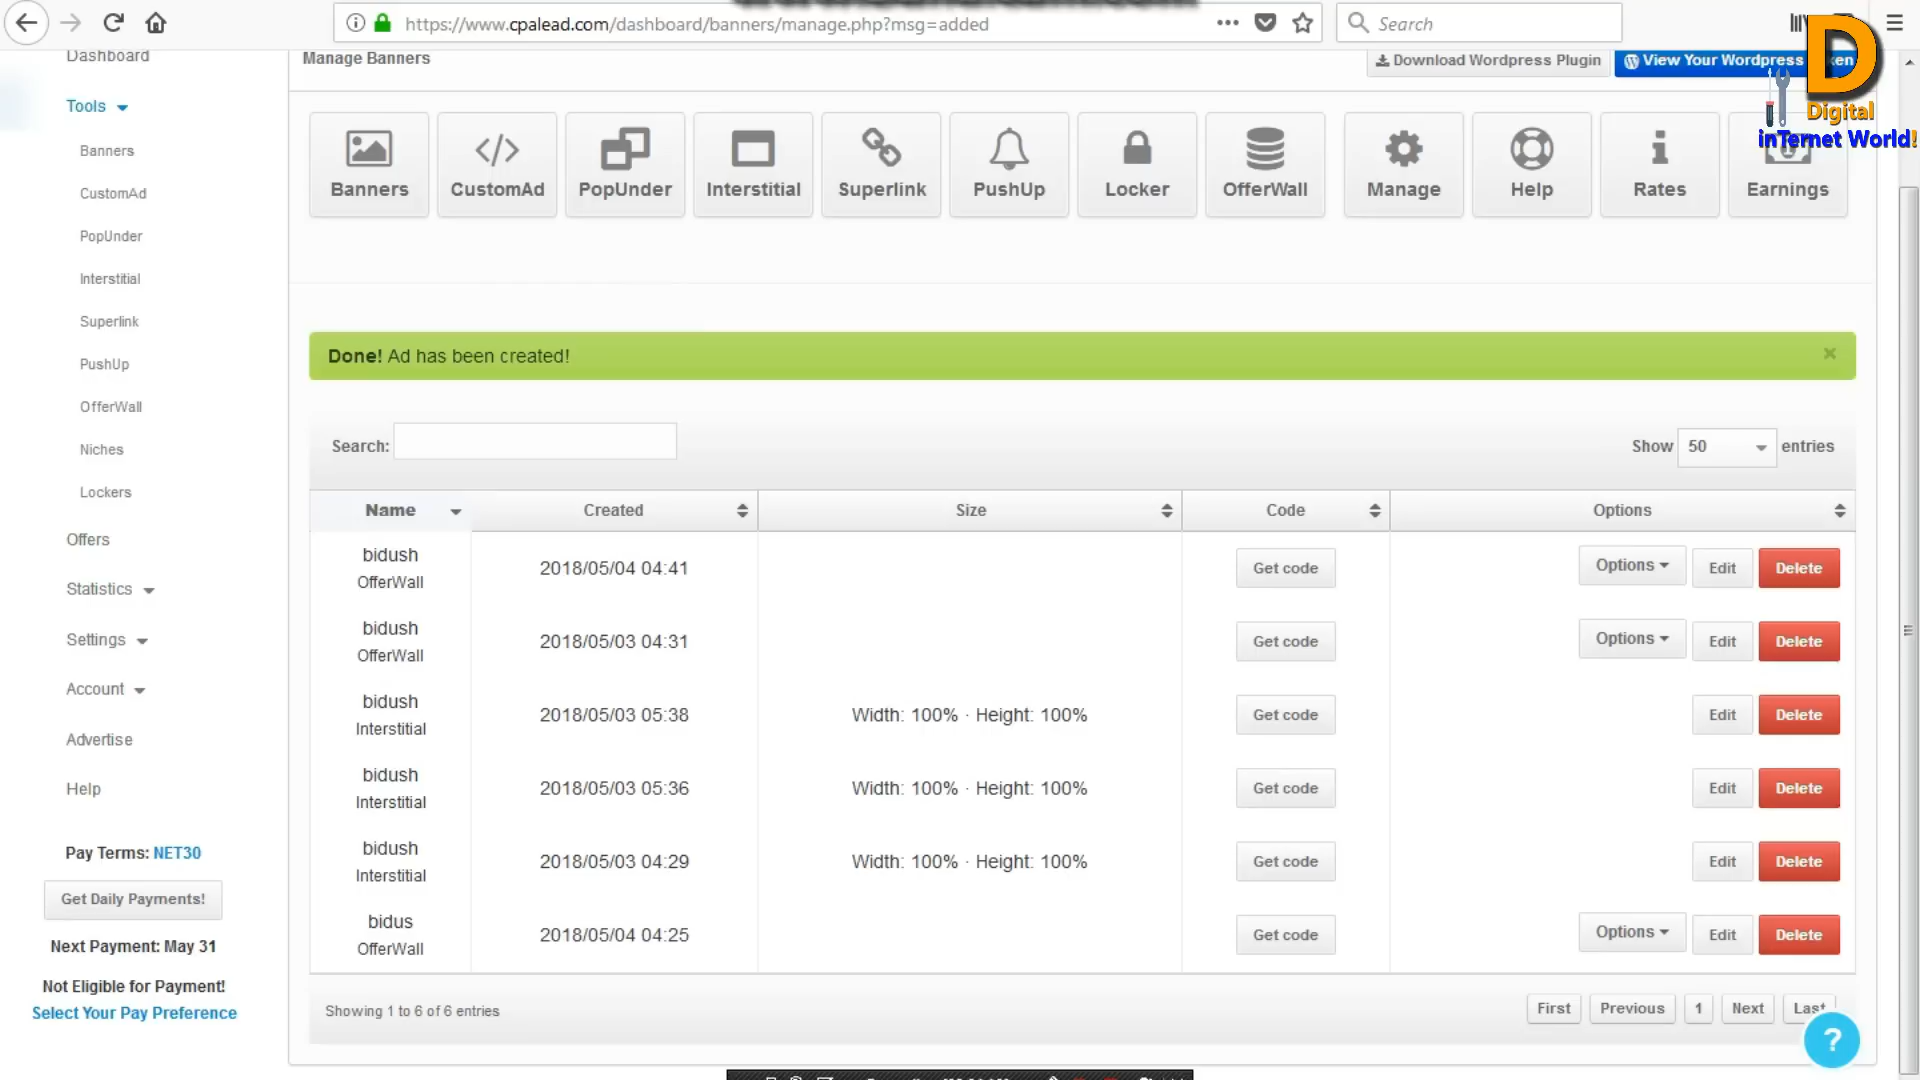 https://www.cpalead.com/dashboard/banners/manage.php?msg=added
Search
Dashboard
Manage Banners
Download Wordpress Plugin
View Your Wordpress
D
Digital
inTernet World!
Tools
Banners
CustomAd
PopUnder
Interstitial
Superlink
PushUp
OfferWall
Niches
Lockers
Offers
Statistics
Settings
Account
Advertise
Help
Pay Terms: NET30
Get Daily Payments!
Next Payment: May 31
Not Eligible for Payment!
Select Your Pay Preference
Banners CustomAd PopUnder Interstitial Superlink PushUp Locker OfferWall Manage Help Rates Earnings
Done! Ad has been created! ×
Search: Show 50 entries
Name Created Size Code Options
bidush
OfferWall
2018/05/04 04:41 Get code Options Edit Delete
bidush
OfferWall
2018/05/03 04:31 Get code Options Edit Delete
bidush
Interstitial
2018/05/03 05:38 Width: 100% · Height: 100% Get code Edit Delete
bidush
Interstitial
2018/05/03 05:36 Width: 100% · Height: 100% Get code Edit Delete
bidush
Interstitial
2018/05/03 04:29 Width: 100% · Height: 100% Get code Edit Delete
bidus
OfferWall
2018/05/04 04:25 Get code Options Edit Delete
Showing 1 to 6 of 6 entries
First Previous 1 Next Last
?